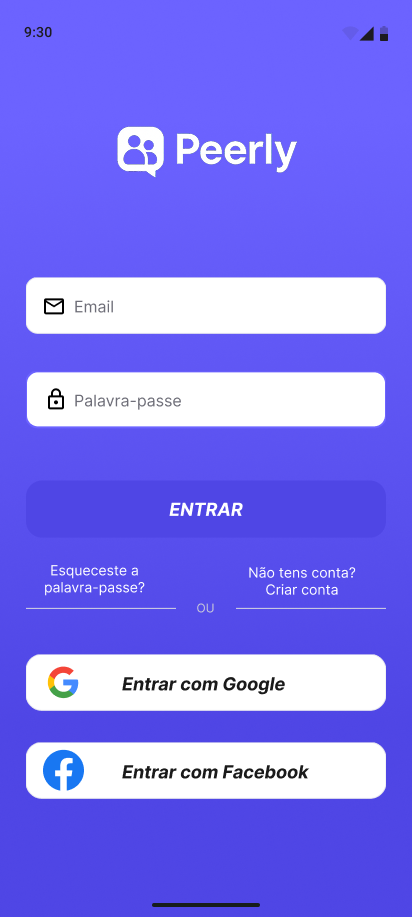 9:30
Peerly
Email
Palavra-passe
ENTRAR
Esqueceste a
palavra-passe?
Não tens conta?
Criar conta
OU
Entrar com Google
Entrar com Facebook